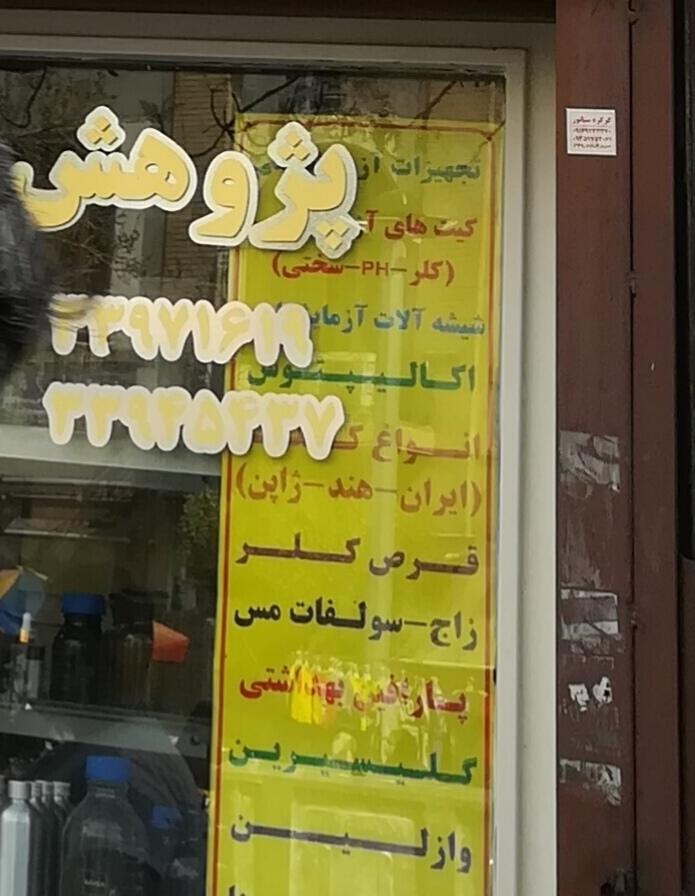 پژوهش
۳۳۹۷۱۶۱۹
۳۳۹۴۵۴۳۷
تجهیزات
کیت های
(کلر-PH-سختی)
شیشه آلات
اکالیپتوس
انواع
(ایران-هند-ژاپن)
قرص کلر
زاج-سولفات مس
پارافین بهداشتی
گلیسیرین
وازلین